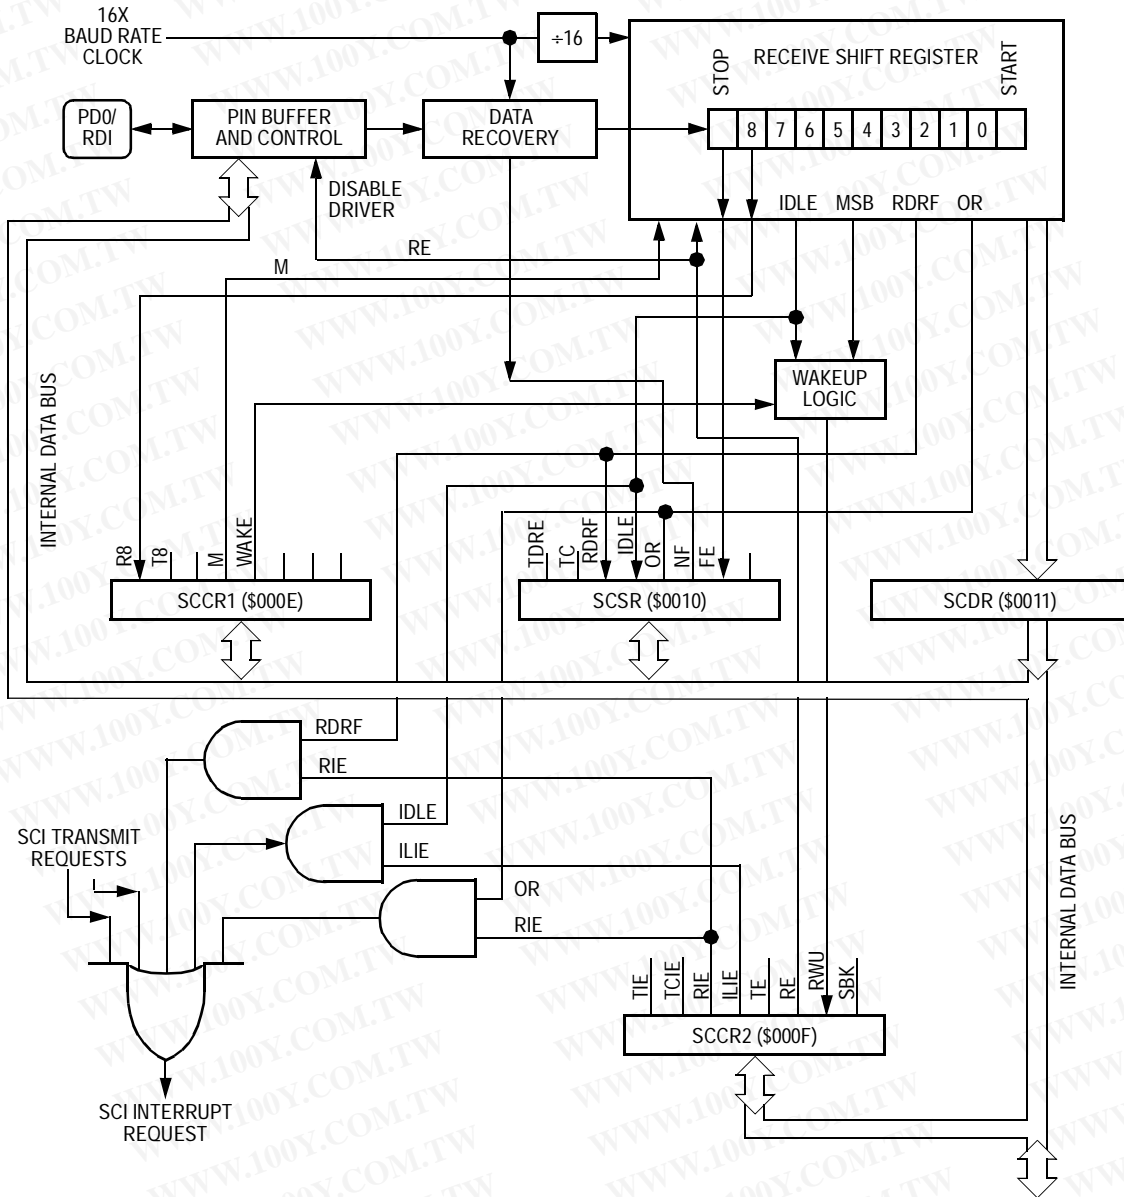 16X
BAUD RATE
CLOCK
÷16
RECEIVE SHIFT REGISTER
STOP
START
PD0/
RDI
PIN BUFFER
AND CONTROL
DATA
RECOVERY
8 7 6 5 4 3 2 1 0
DISABLE
DRIVER
IDLE MSB RDRF OR
RE
M
WAKEUP
LOGIC
INTERNAL DATA BUS
R8
T8
M
WAKE
TDRE
TC
RDRF
IDLE
OR
NF
FE
SCCR1 ($000E)
SCSR ($0010)
SCDR ($0011)
RDRF
RIE
IDLE
ILIE
OR
RIE
SCI TRANSMIT
REQUESTS
INTERNAL DATA BUS
TIE
TCIE
RIE
ILIE
TE
RE
RWU
SBK
SCCR2 ($000F)
SCI INTERRUPT
REQUEST
WWW.100Y.COM.TW